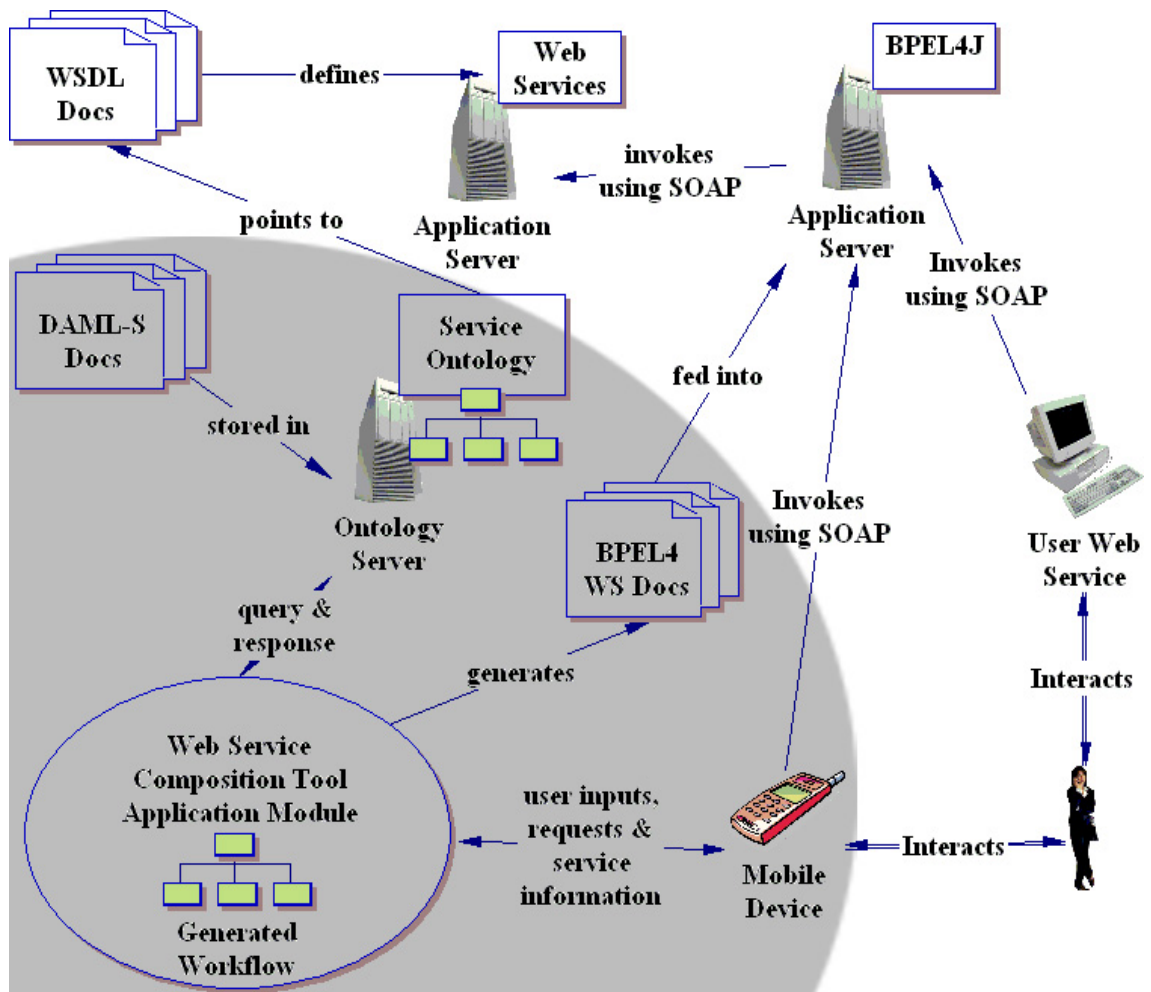 WSDL
Docs
defines
Web
Services
BPEL4J
invokes
using SOAP
Application
Server
Application
Server
points to
Invokes
using SOAP
DAML-S
Docs
Service
Ontology
stored in
fed into
Ontology
Server
Invokes
using SOAP
BPEL4
WS Docs
User Web
Service
query &
response
generates
Interacts
Web Service
Composition Tool
Application Module
Generated
Workflow
user inputs,
requests &
service
information
Mobile
Device
Interacts